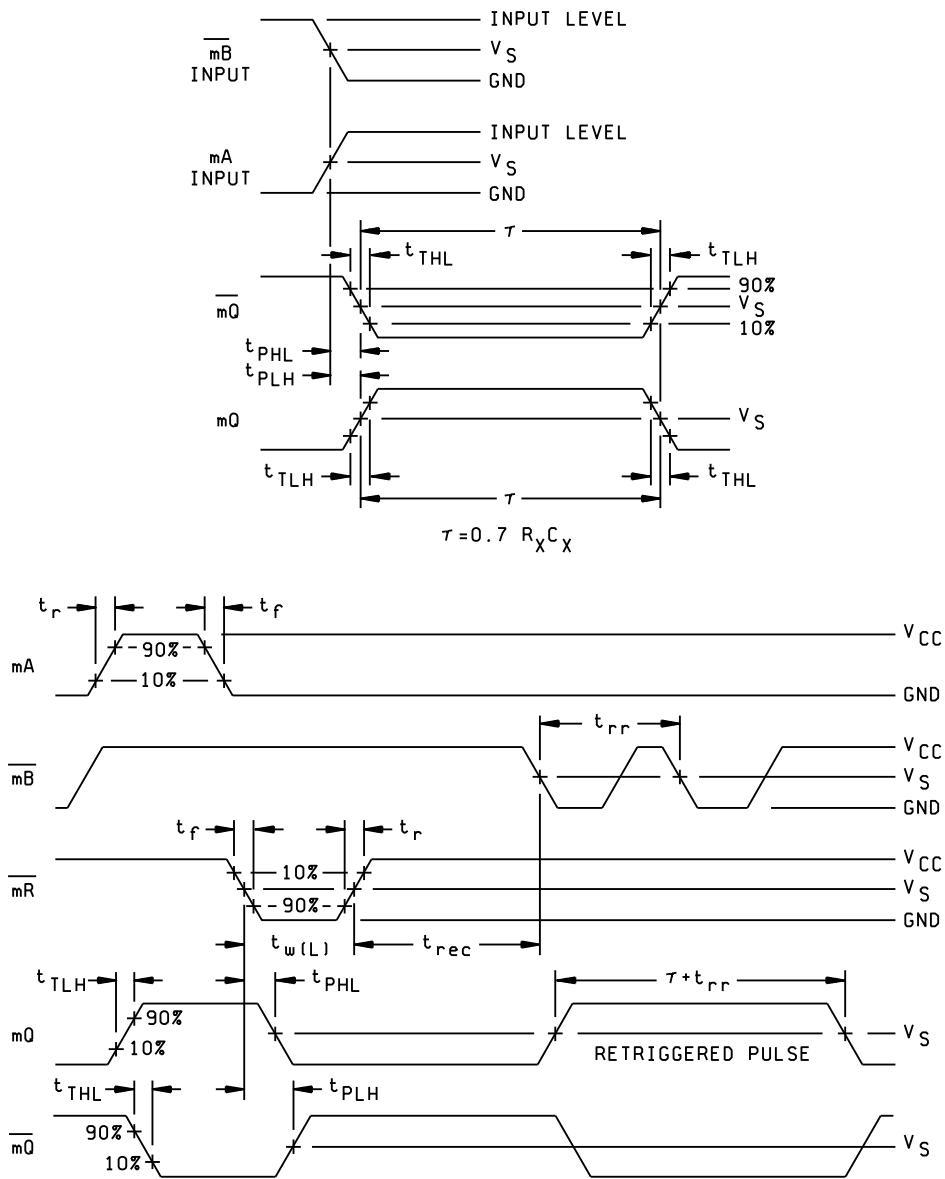 INPUT LEVEL
mB
INPUT
VS
GND
INPUT LEVEL
mA
INPUT
VS
GND
τ
tTHL
tTLH
90%
mQ
VS
10%
tPHL
tPLH
mQ
VS
tTLH
tTHL
τ
τ=0.7 RXCX
tr
tf
VCC
90%
mA
10%
GND
trr
VCC
mB
VS
GND
tf
tr
VCC
10%
mR
VS
90%
GND
tw(L)
trec
tTLH
tPHL
τ+trr
90%
mQ
VS
10%
RETRIGGERED PULSE
tTHL
tPLH
90%
mQ
VS
10%